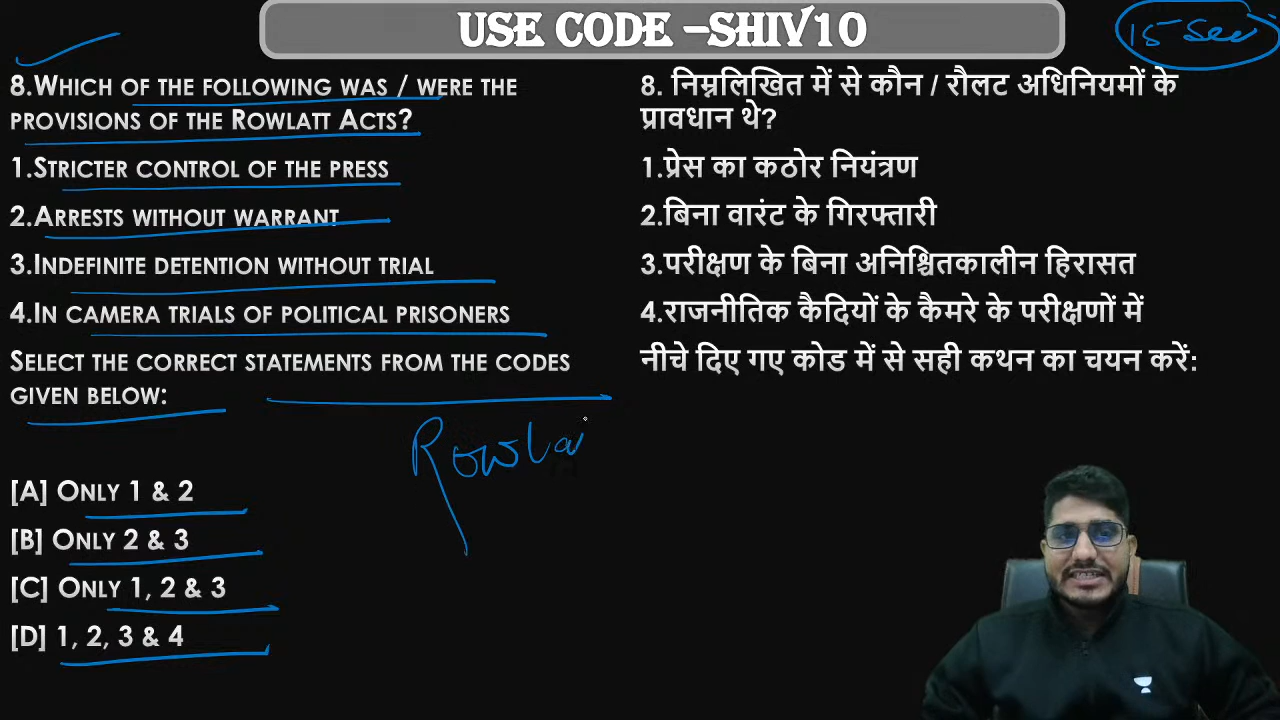 USE CODE –SHIV10
15 Sec
8.Which of the following was / were the
provisions of the Rowlatt Acts?
1.Stricter control of the press
2.Arrests without warrant
3.Indefinite detention without trial
4.In camera trials of political prisoners
Select the correct statements from the codes
given below:
Rowla
[A] Only 1 & 2
[B] Only 2 & 3
[C] Only 1, 2 & 3
[D] 1, 2, 3 & 4
8. निम्नलिखित में से कौन / रौलट अधिनियमों के
प्रावधान थे?
1.प्रेस का कठोर नियंत्रण
2.बिना वारंट के गिरफ्तारी
3.परीक्षण के बिना अनिश्चितकालीन हिरासत
4.राजनीतिक कैदियों के कैमरे के परीक्षणों में
नीचे दिए गए कोड में से सही कथन का चयन करें: